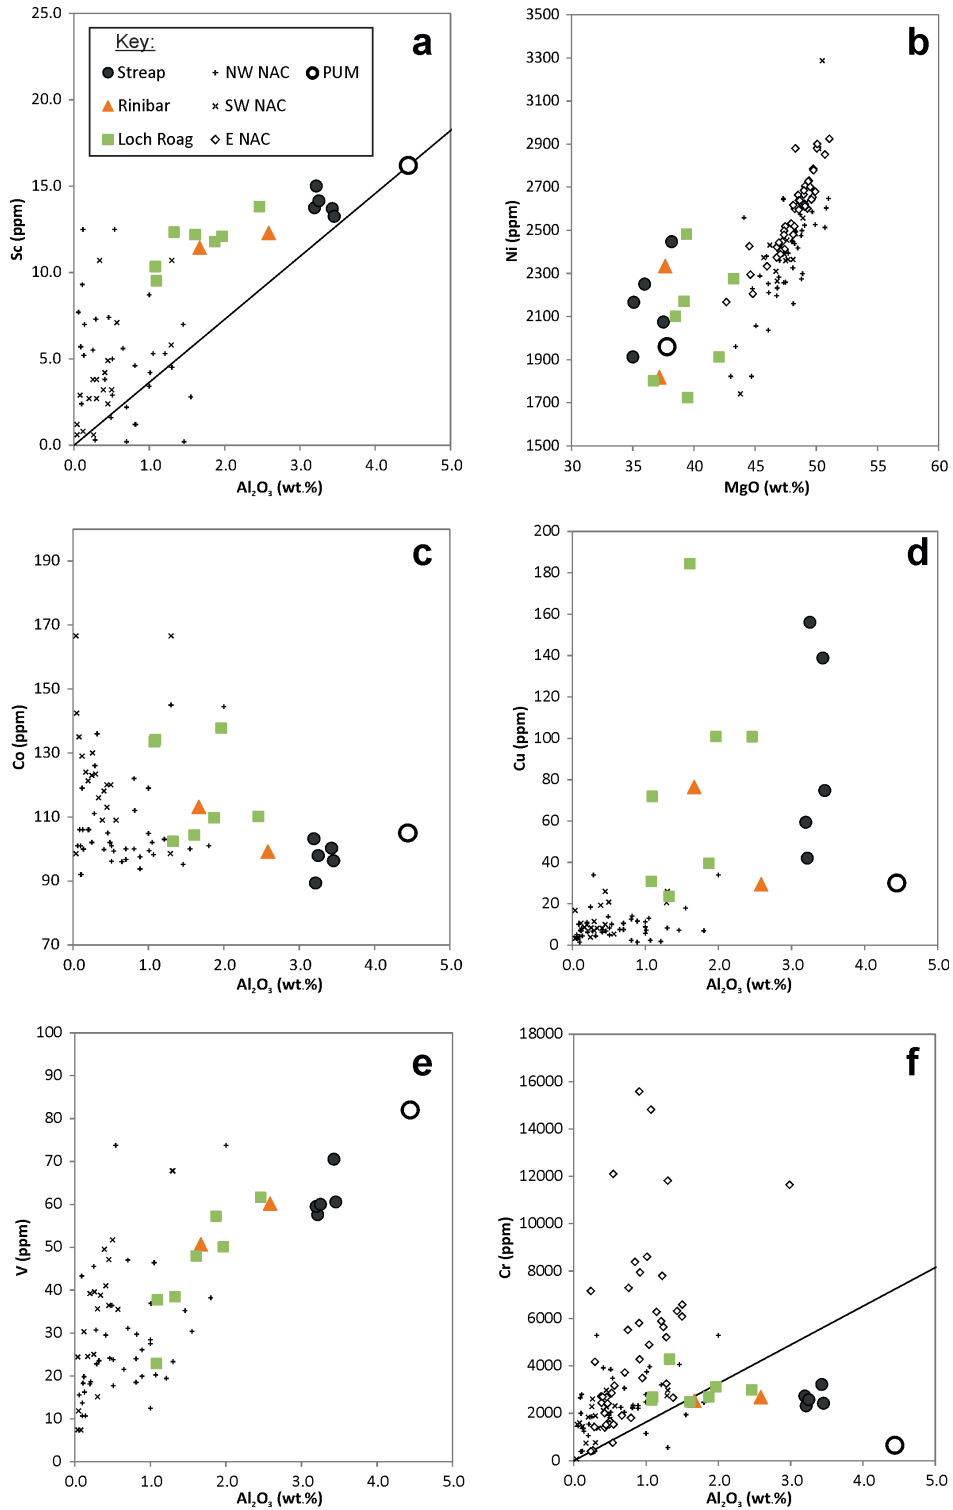 a
Sc (ppm)
25.0
20.0
15.0
10.0
5.0
0.0
Key:
Streap
NW NAC
PUM
Rinibar
SW NAC
Loch Roag
E NAC
0.0 1.0 2.0 3.0 4.0 5.0
Al2O3 (wt.%)
b
Ni (ppm)
3500
3300
3100
2900
2700
2500
2300
2100
1900
1700
1500
30 35 40 45 50 55 60
MgO (wt.%)
c
Co (ppm)
190
170
150
130
110
90
70
0.0 1.0 2.0 3.0 4.0 5.0
Al2O3 (wt.%)
d
Cu (ppm)
200
180
160
140
120
100
80
60
40
20
0
0.0 1.0 2.0 3.0 4.0 5.0
Al2O3 (wt.%)
e
V (ppm)
100
90
80
70
60
50
40
30
20
10
0
0.0 1.0 2.0 3.0 4.0 5.0
Al2O3 (wt.%)
f
Cr (ppm)
18000
16000
14000
12000
10000
8000
6000
4000
2000
0
0.0 1.0 2.0 3.0 4.0 5.0
Al2O3 (wt.%)